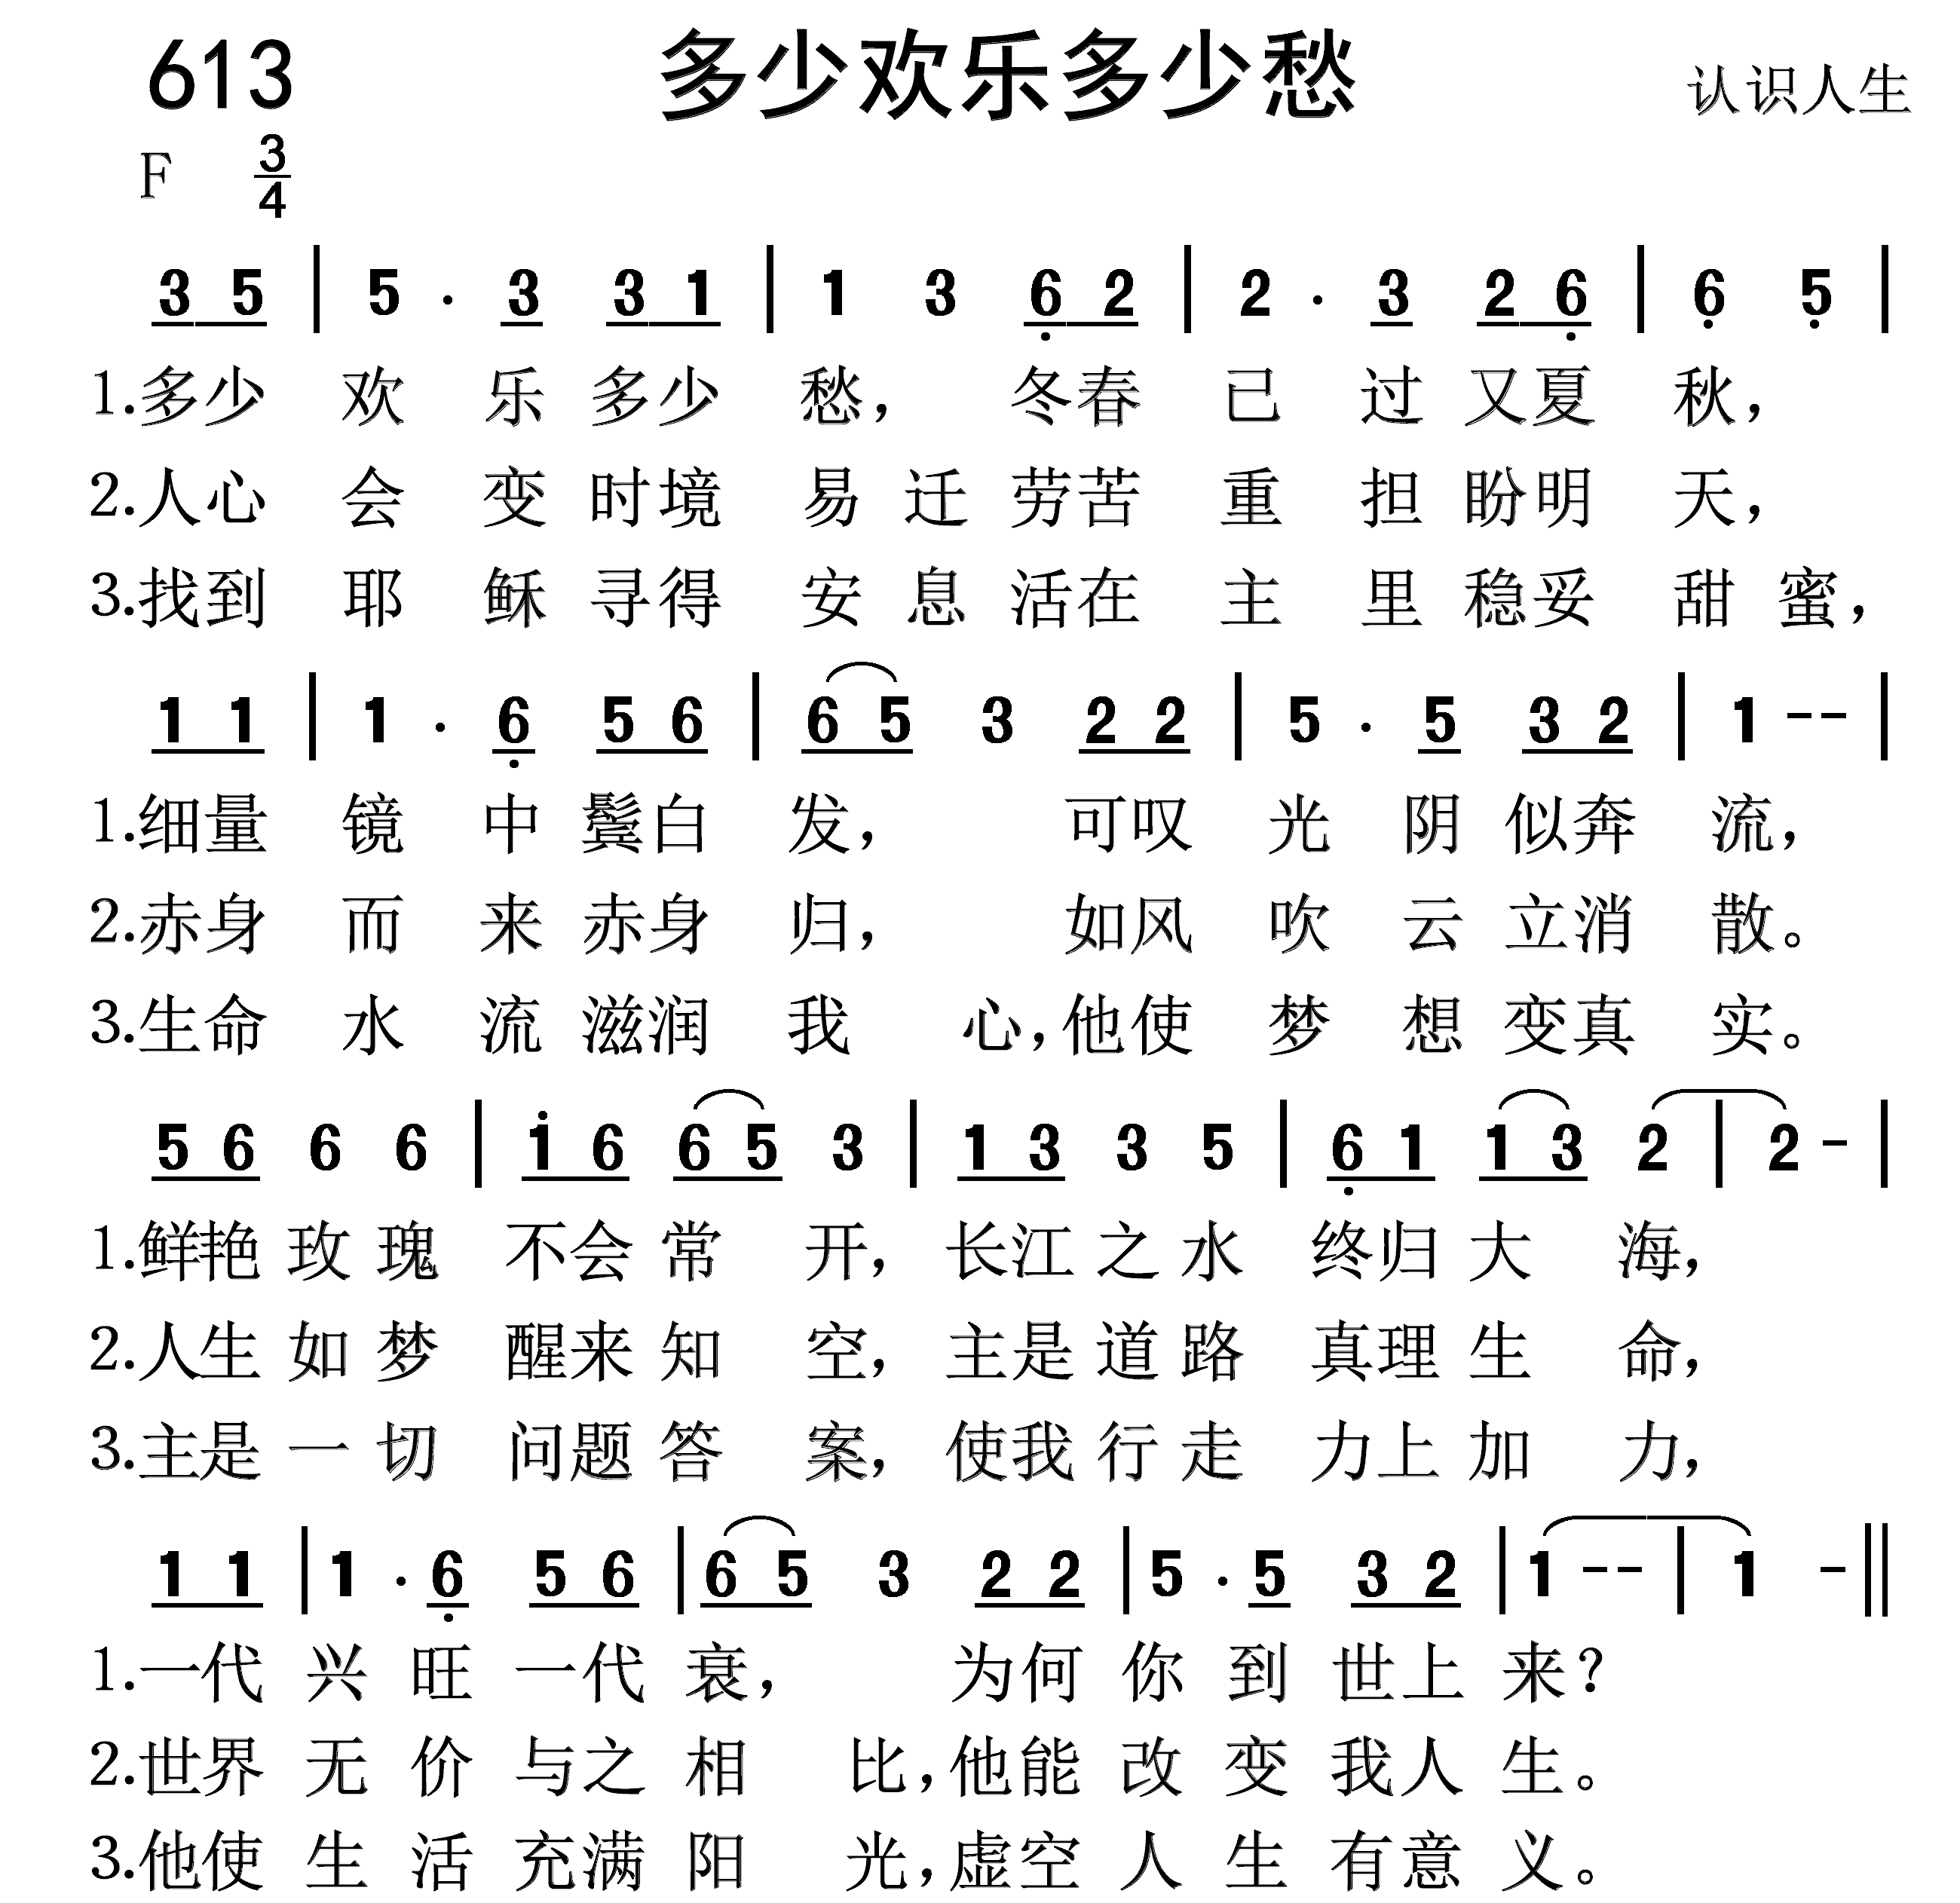 613 多少欢乐多少愁 认识人生
F 3/4
3 5 | 5 · 3 3 1 | 1 3 6 2 | 2 · 3 2 6 | 6 5 |
1.多少 欢 乐 多少 愁， 冬春 已 过 又夏 秋，
2.人心 会 变 时境 易 迁 劳苦 重 担 盼明 天，
3.找到 耶 稣 寻得 安 息 活在 主 里 稳妥 甜 蜜，
1 1 | 1 · 6 5 6 | 6 5 3 2 2 | 5 · 5 3 2 | 1 - - |
1.细量 镜 中 鬓白 发， 可叹 光 阴 似奔 流，
2.赤身 而 来 赤身 归， 如风 吹 云 立消 散。
3.生命 水 流 滋润 我 心，他使 梦 想 变真 实。
5 6 6 6 | 1 6 6 5 3 | 1 3 3 5 | 6 1 1 3 2 | 2 - |
1.鲜艳 玫 瑰 不会 常 开，长江 之 水 终归 大 海，
2.人生 如 梦 醒来 知 空，主是 道 路 真理 生 命，
3.主是 一 切 问题 答 案，使我 行 走 力上 加 力，
1 1 | 1 · 6 5 6 | 6 5 3 2 2 | 5 · 5 3 2 | 1 - - | 1 - ‖
1.一代 兴 旺 一代 衰， 为何 你 到 世上 来？
2.世界 无 价 与之 相 比，他能 改 变 我人 生。
3.他使 生 活 充满 阳 光，虚空 人 生 有意 义。